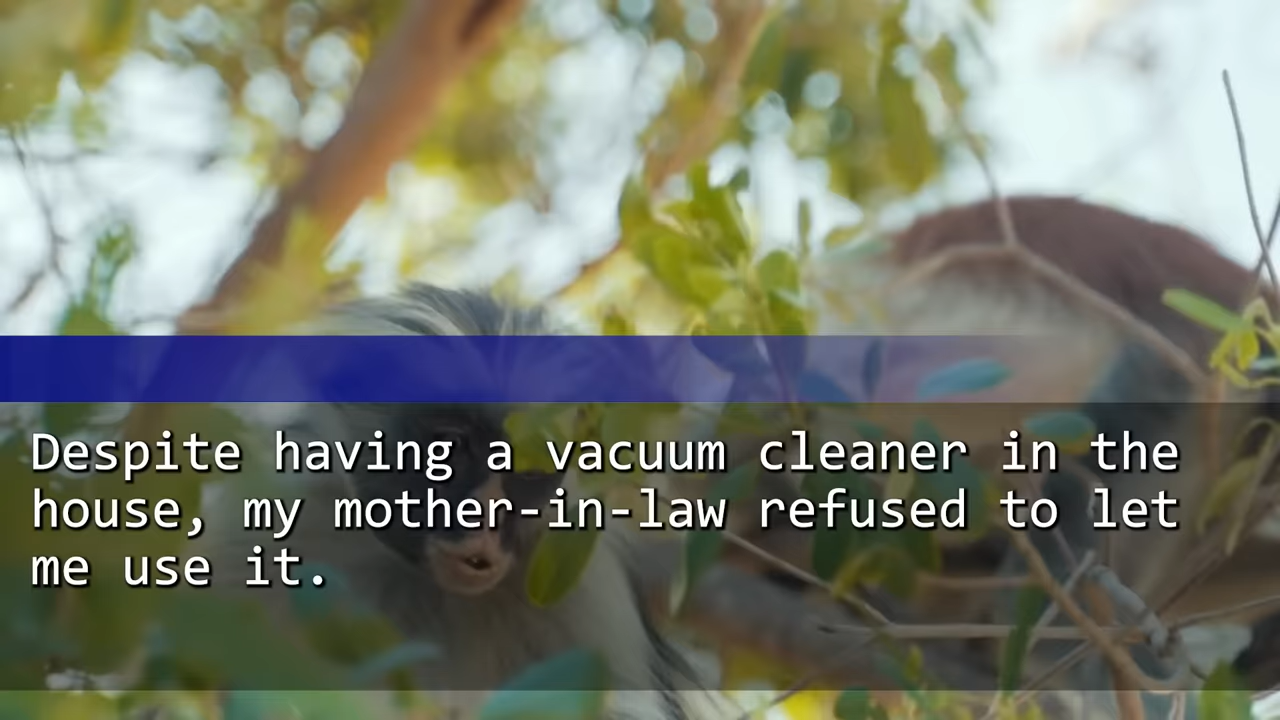 Despite having a vacuum cleaner in the
house, my mother-in-law refused to let
me use it.